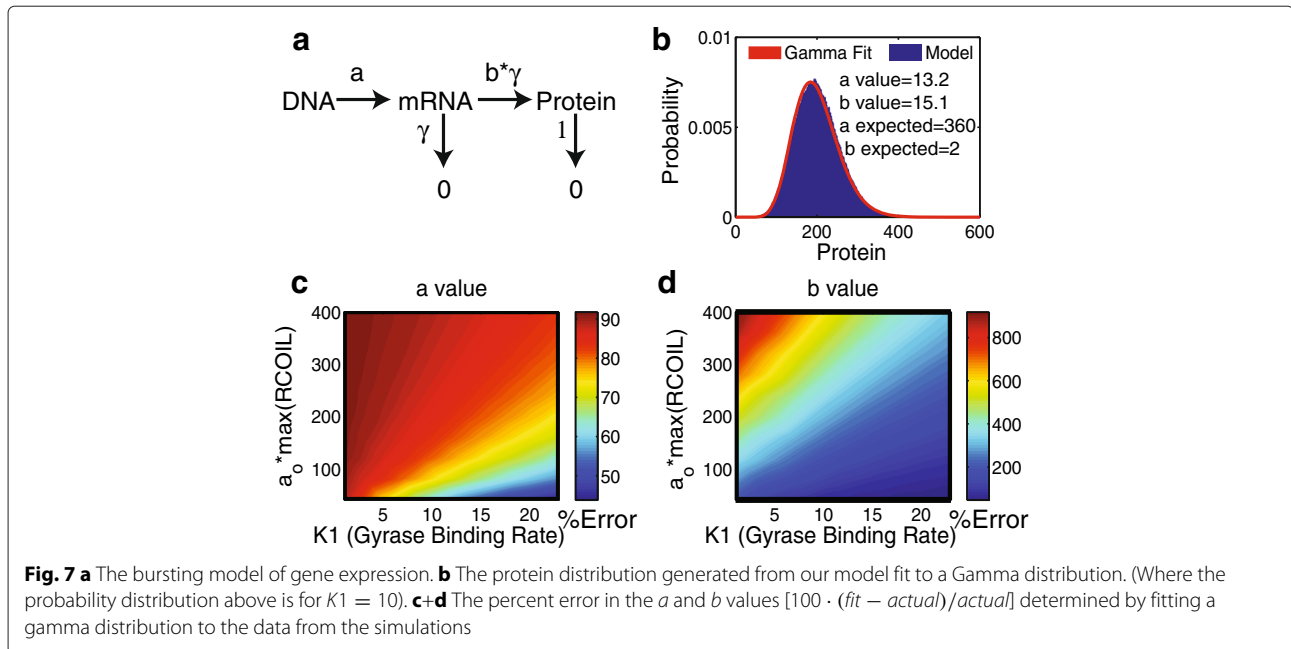 a
a
b*γ
DNA mRNA Protein
γ
1
0
0
b
0.01
Gamma Fit Model
a value=13.2
b value=15.1
a expected=360
b expected=2
0.005
Probability
0
0 200 400 600
Protein
c
a value
400
300
200
100
a_o*max(RCOIL)
5 10 15 20
K1 (Gyrase Binding Rate)
90
80
70
60
50
%Error
d
b value
400
300
200
100
a_o*max(RCOIL)
5 10 15 20
K1 (Gyrase Binding Rate)
800
600
400
200
%Error
Fig. 7 a The bursting model of gene expression. b The protein distribution generated from our model fit to a Gamma distribution. (Where the
probability distribution above is for K1 = 10). c+d The percent error in the a and b values [100 · (fit − actual)/actual] determined by fitting a
gamma distribution to the data from the simulations